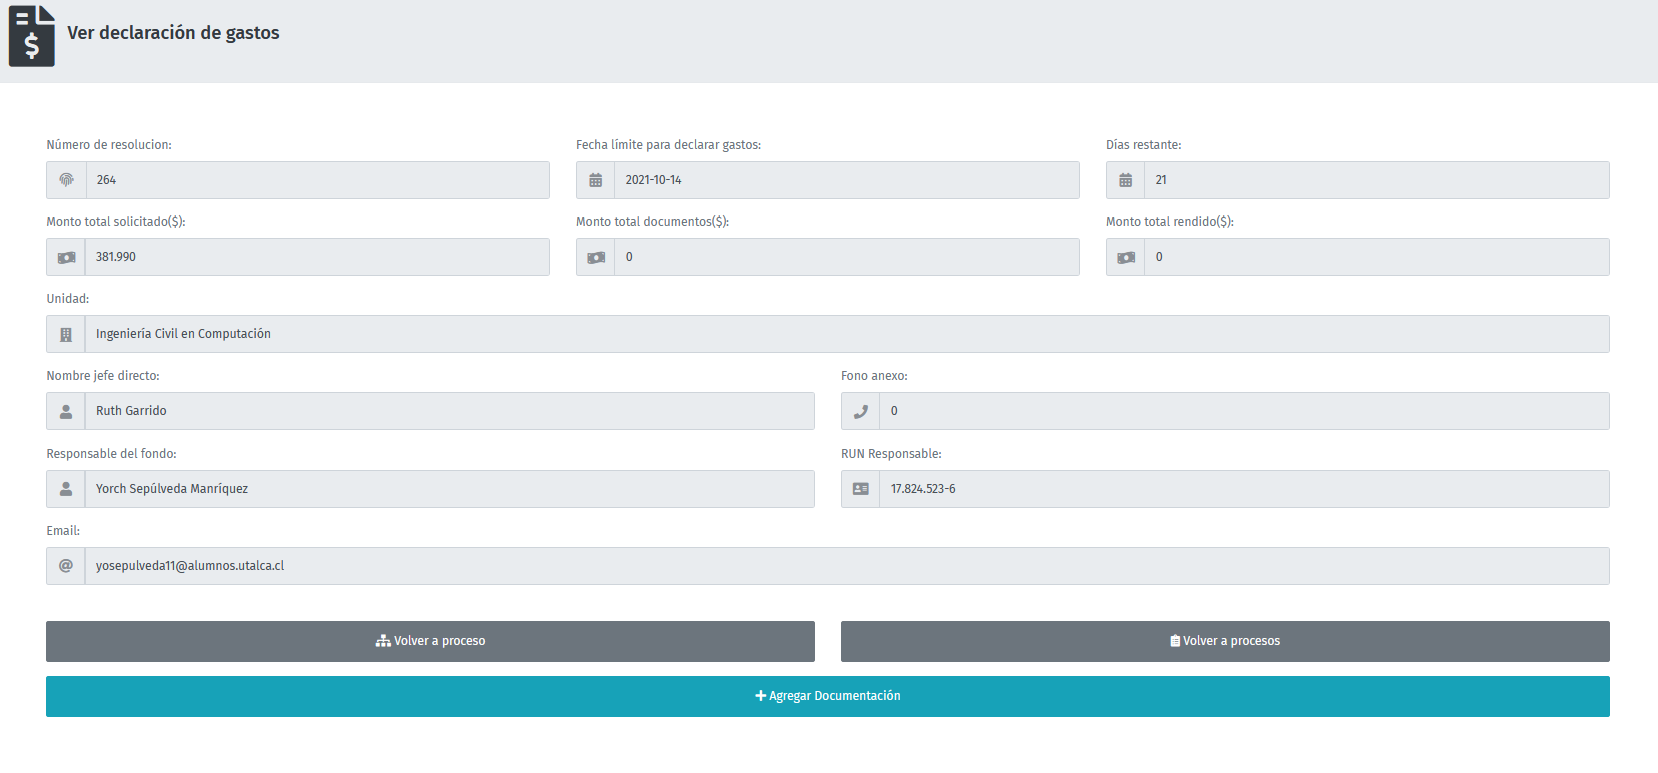 Ver declaración de gastos
Número de resolucion:
264
Fecha límite para declarar gastos:
2021-10-14
Días restante:
21
Monto total solicitado($):
381.990
Monto total documentos($):
0
Monto total rendido($):
0
Unidad:
Ingeniería Civil en Computación
Nombre jefe directo:
Ruth Garrido
Fono anexo:
0
Responsable del fondo:
Yorch Sepúlveda Manríquez
RUN Responsable:
17.824.523-6
Email:
yosepulveda11@alumnos.utalca.cl
Volver a proceso
Volver a procesos
Agregar Documentación